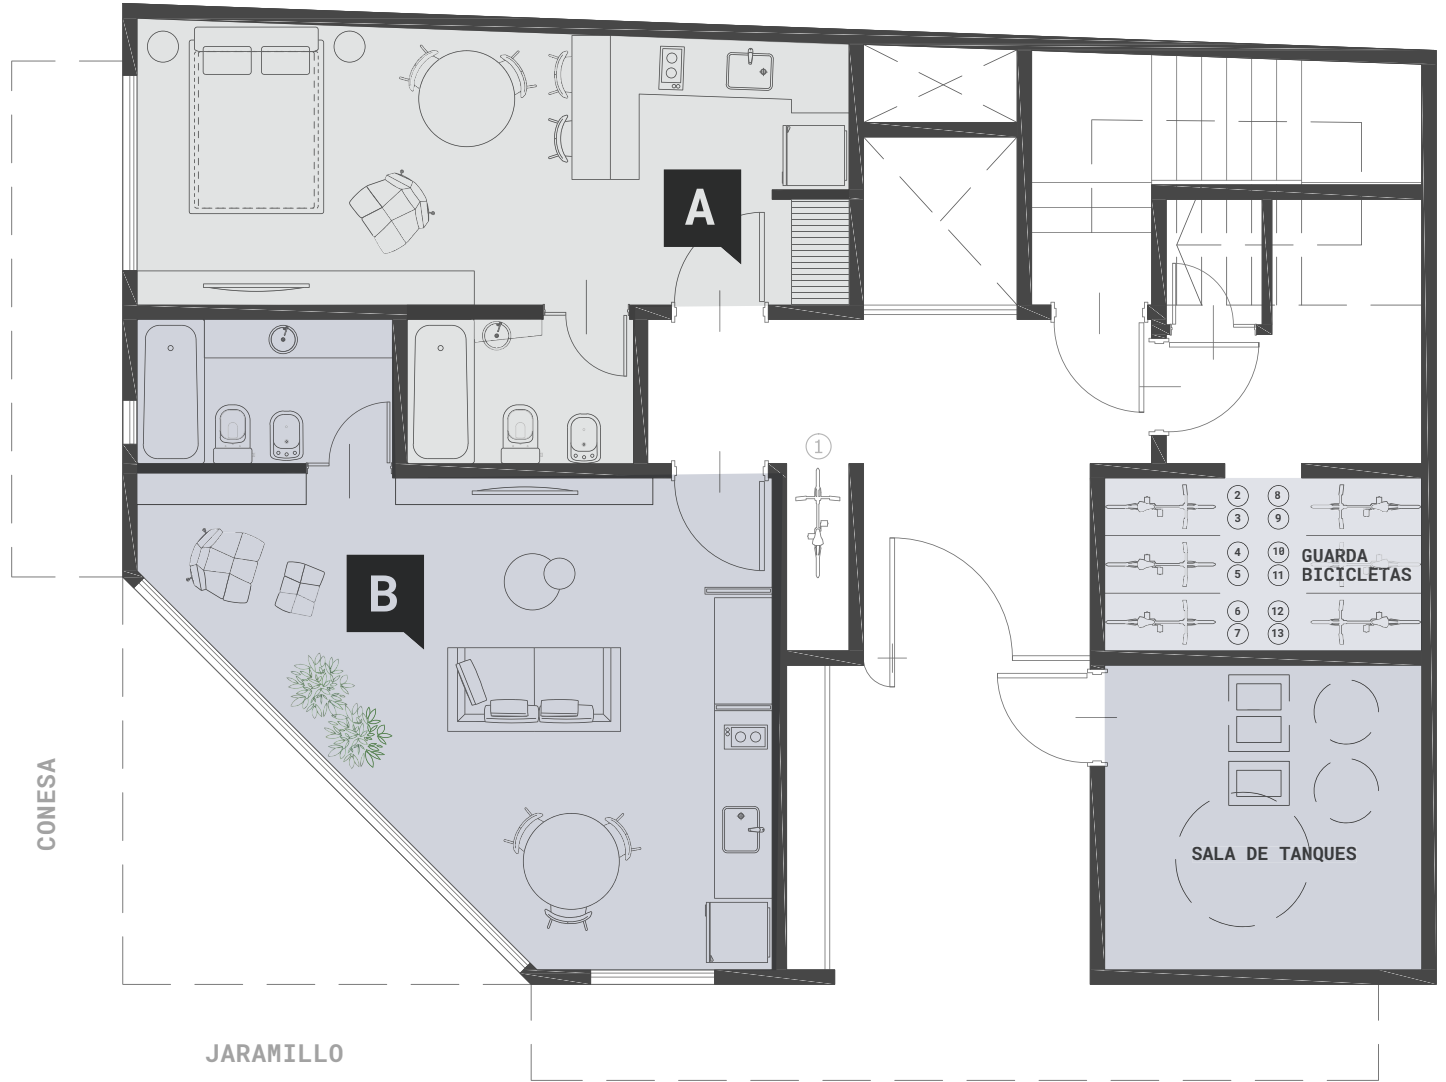 A
1
2 8
3 9
4 10
5 11
GUARDA
BICICLETAS
6 12
7 13
B
SALA DE TANQUES
CONESA
JARAMILLO